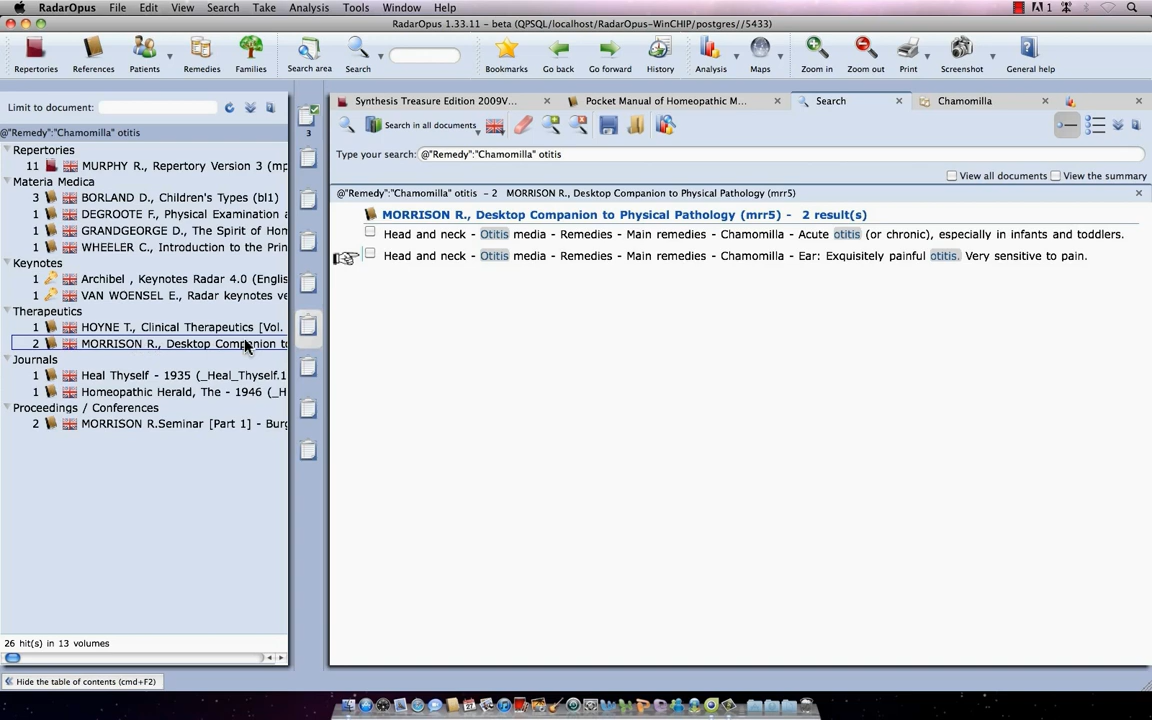 RadarOpus File Edit View Search Take Analysis Tools Window Help
1
RadarOpus 1.33.11 - beta (QPSQL/localhost/RadarOpus-WinCHIP/postgres//5433)
Repertories References Patients Remedies Families Search area Search Bookmarks Go back Go forward History Analysis Maps Zoom in Zoom out Print Screenshot General help
Limit to document:
@"Remedy":"Chamomilla" otitis
Repertories
11 MURPHY R., Repertory Version 3 (mp
Materia Medica
3 BORLAND D., Children's Types (bl1)
1 DEGROOTE F., Physical Examination a
1 GRANDGEORGE D., The Spirit of Hom
1 WHEELER C., Introduction to the Prin
Keynotes
1 Archibel , Keynotes Radar 4.0 (Englis
1 VAN WOENSEL E., Radar keynotes ve
Therapeutics
1 HOYNE T., Clinical Therapeutics [Vol.
2 MORRISON R., Desktop Companion to
Journals
1 Heal Thyself - 1935 (_Heal_Thyself.1
1 Homeopathic Herald, The - 1946 (_H
Proceedings / Conferences
2 MORRISON R.Seminar [Part 1] - Burg
26 hit(s) in 13 volumes
Hide the table of contents (cmd+F2)
3
Synthesis Treasure Edition 2009V... Pocket Manual of Homeopathic M... Search Chamomilla
Search in all documents
Type your search: @"Remedy":"Chamomilla" otitis
View all documents View the summary
@"Remedy":"Chamomilla" otitis - 2 MORRISON R., Desktop Companion to Physical Pathology (mrr5)
MORRISON R., Desktop Companion to Physical Pathology (mrr5) - 2 result(s)
Head and neck - Otitis media - Remedies - Main remedies - Chamomilla - Acute otitis (or chronic), especially in infants and toddlers.
Head and neck - Otitis media - Remedies - Main remedies - Chamomilla - Ear: Exquisitely painful otitis. Very sensitive to pain.